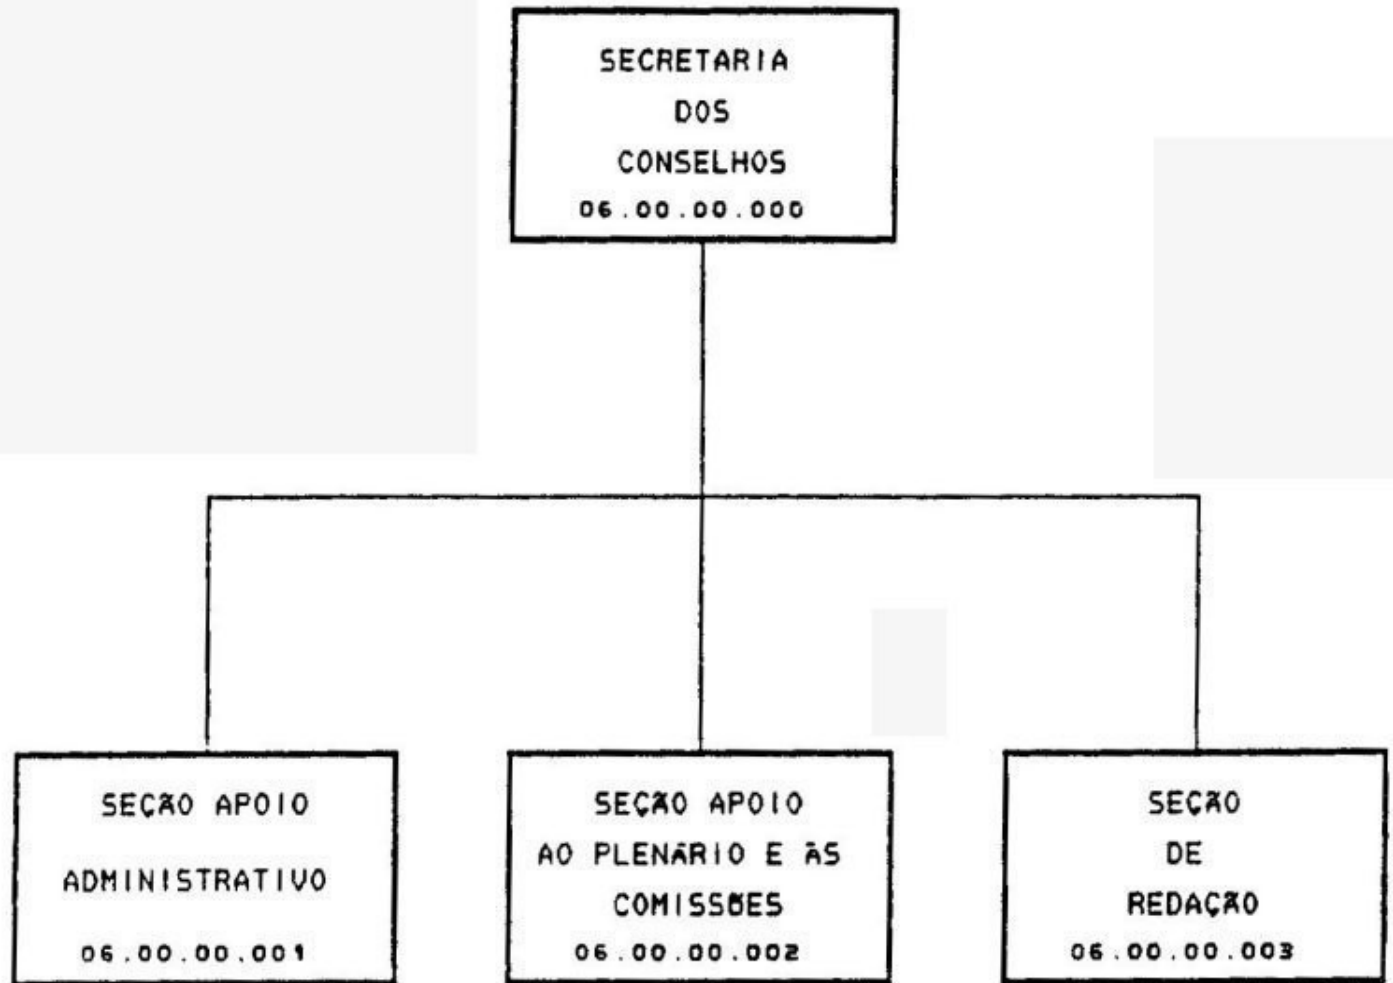 SECRETARIA
DOS
CONSELHOS
06.00.00.000
SEÇÃO APOIO
ADMINISTRATIVO
06.00.00.001
SEÇÃO APOIO
AO PLENÁRIO E ÀS
COMISSÕES
06.00.00.002
SEÇÃO
DE
REDAÇÃO
06.00.00.003